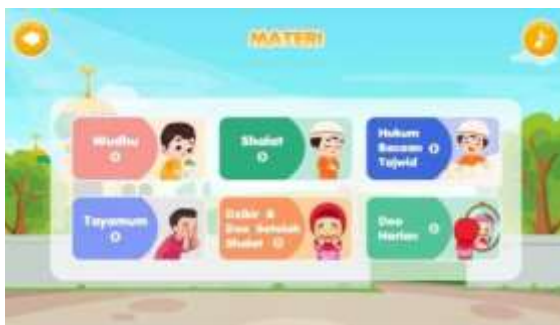 MATERI
Wudhu
Shalat
Hukum
Bacaan
Tajwid
Tayamum
Dzikir &
Doa Setelah
Shalat
Doa
Harian